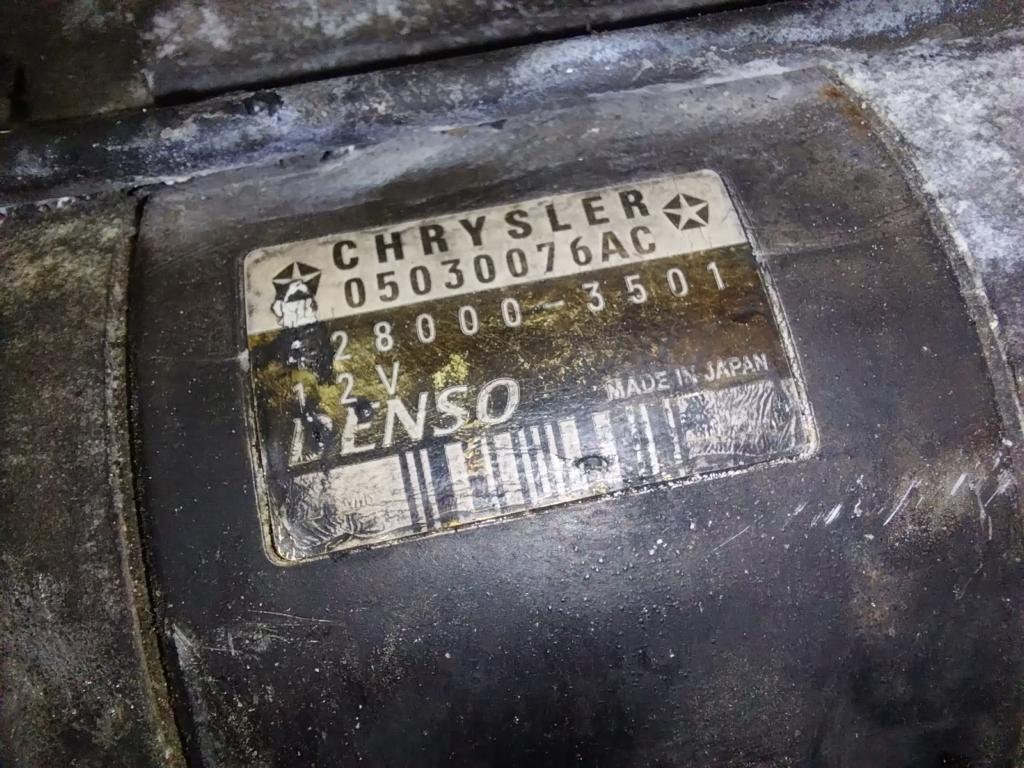 CHRYSLER
05030076AC
28000-3501
12V
DENSO MADE IN JAPAN